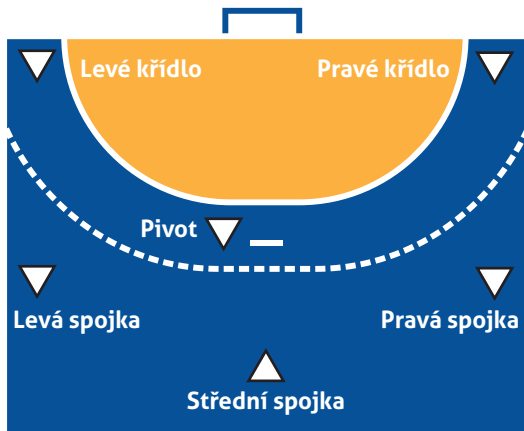 Levé křídlo
Pravé křídlo
Pivot
Levá spojka
Pravá spojka
Střední spojka